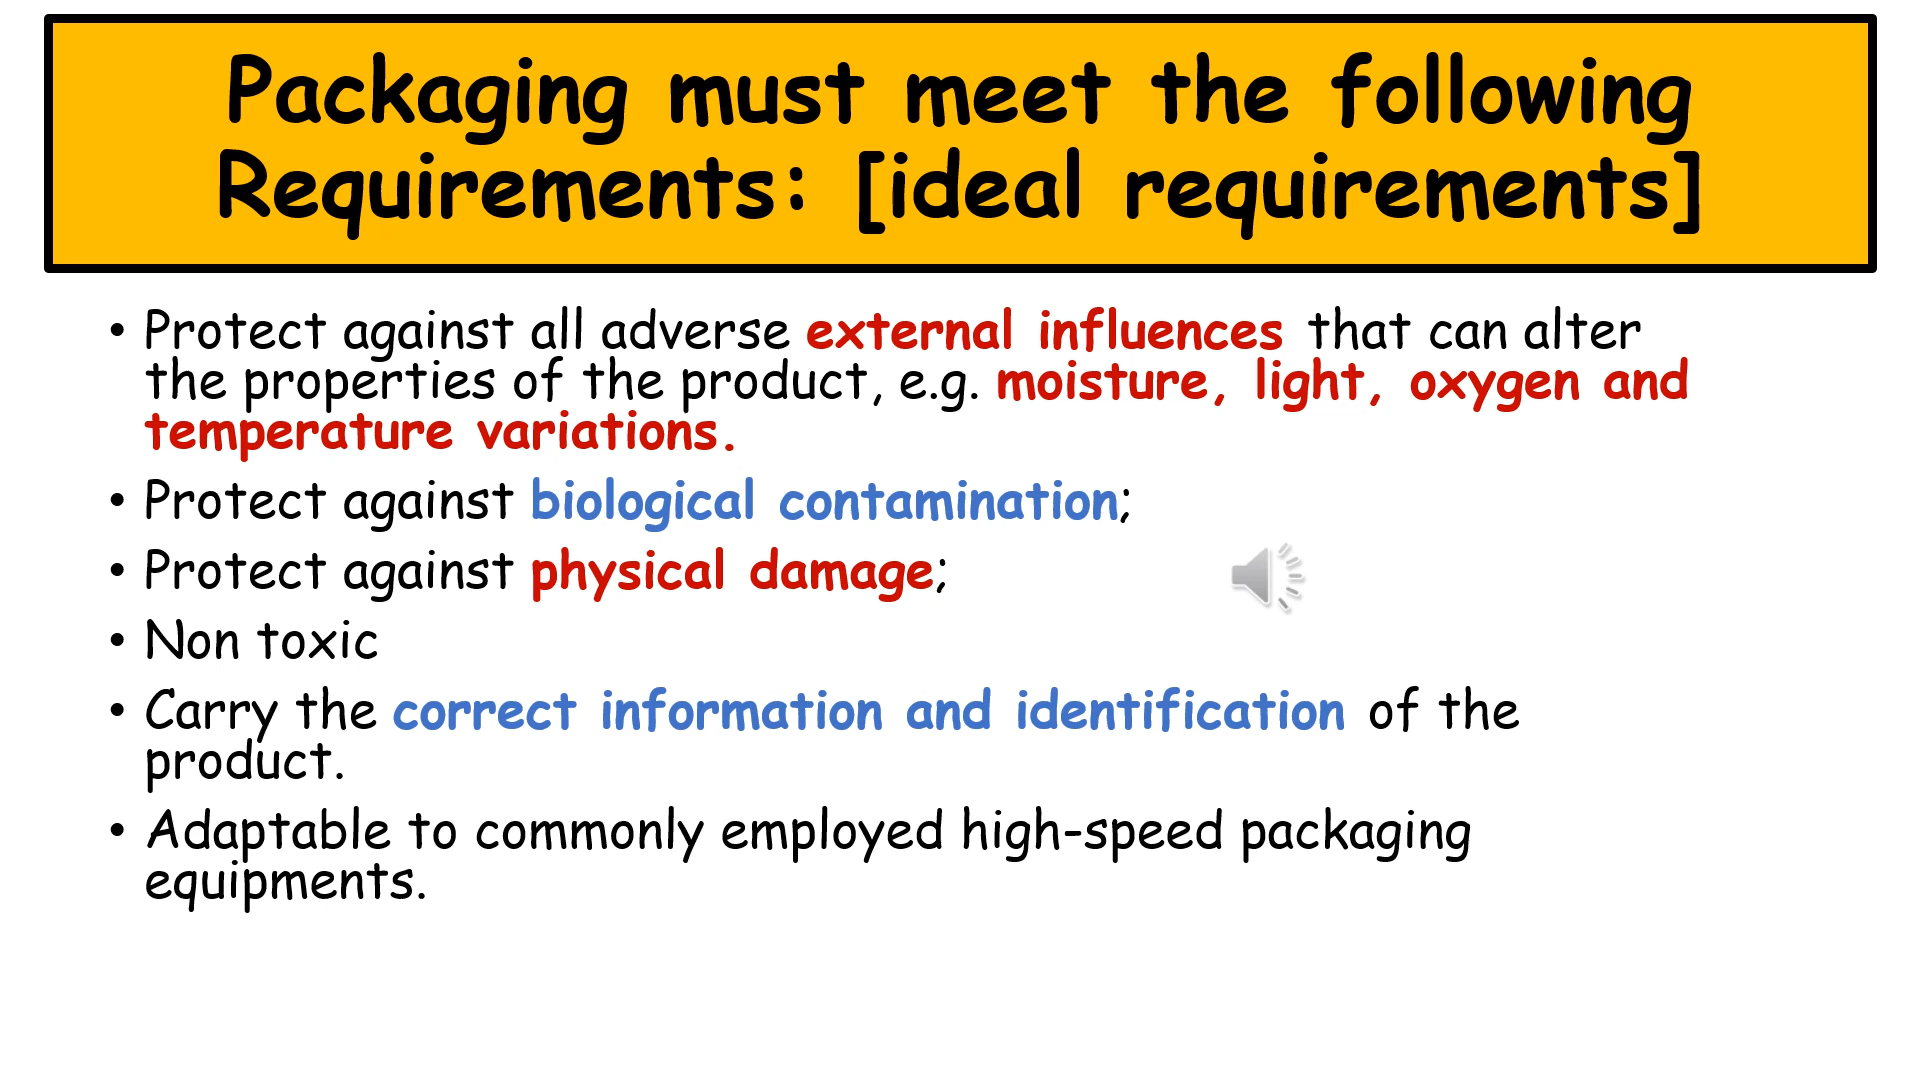 Packaging must meet the following
Requirements: [ideal requirements]
• Protect against all adverse external influences that can alter
the properties of the product, e.g. moisture, light, oxygen and
temperature variations.
• Protect against biological contamination;
• Protect against physical damage;
• Non toxic
• Carry the correct information and identification of the
product.
• Adaptable to commonly employed high-speed packaging
equipments.